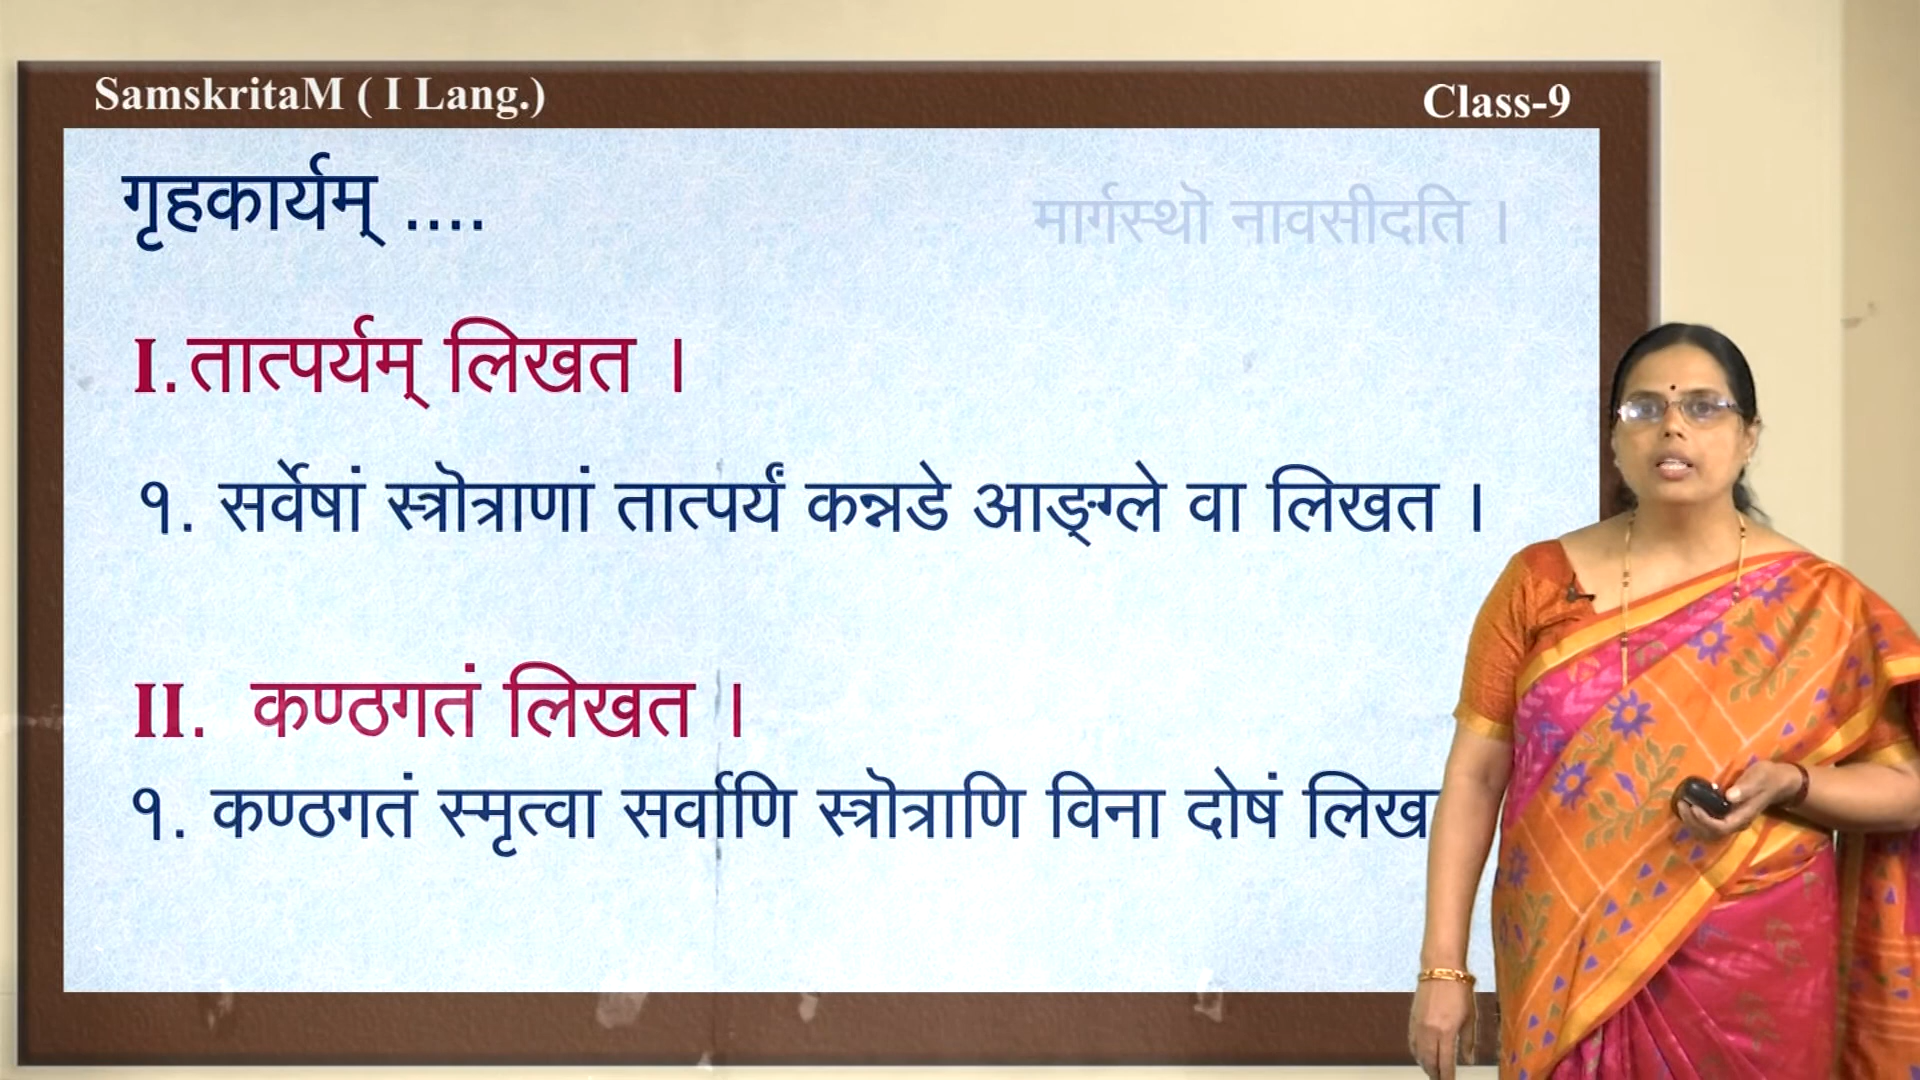 SamskritaM ( I Lang.)
Class-9
गृहकार्यम् ....
मार्गस्थॊ नावसीदति ।
I. तात्पर्यम् लिखत ।
१. सर्वेषां स्त्रॊत्राणां तात्पर्यं कन्नडे आङ्ग्ले वा लिखत ।
II. कण्ठगतं लिखत ।
१. कण्ठगतं स्मृत्वा सर्वाणि स्त्रॊत्राणि विना दोषं लिख